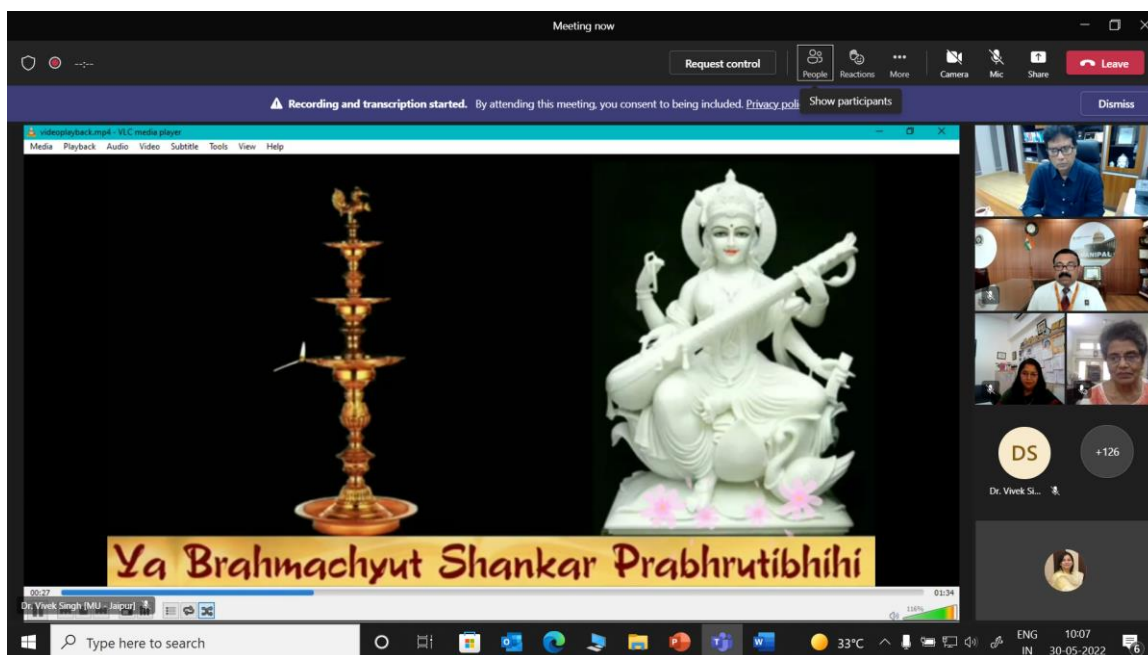 Meeting now
--:--
Request control
People
Reactions
More
Camera
Mic
Share
Leave
Recording and transcription started. By attending this meeting, you consent to being included. Privacy poli
Show participants
Dismiss
videoplayback.mp4 - VLC media player
Media Playback Audio Video Subtitle Tools View Help
ANIPAL
DS
+126
Dr. Vivek Si...
Ya Brahmachyut Shankar Prabhrutibhihi
00:27
01:34
Dr. Vivek Singh [MU - Jaipur]
116%
Type here to search
33°C
ENG
10:07
IN
30-05-2022
6